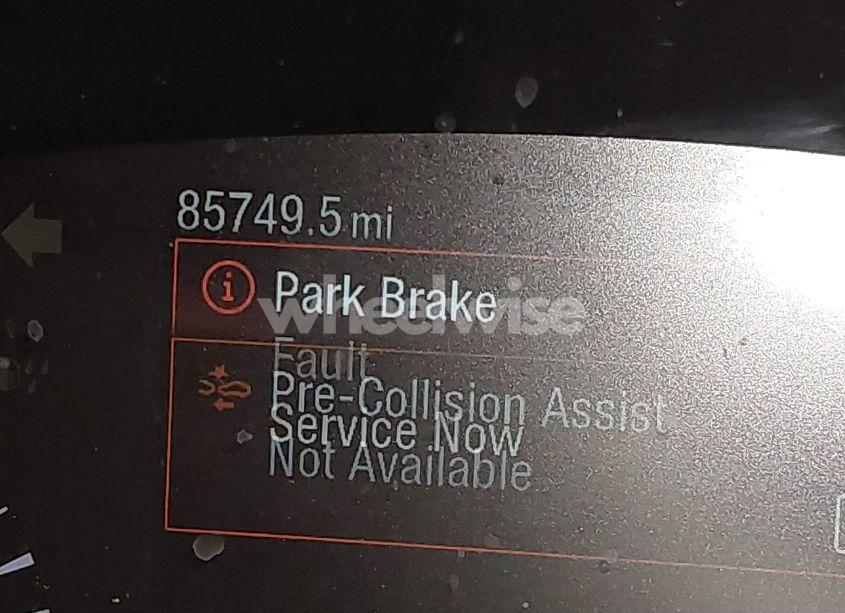 85749.5 mi
Park Brake
wheelwise
Fault
Pre-Collision Assist
Service Now
Not Available